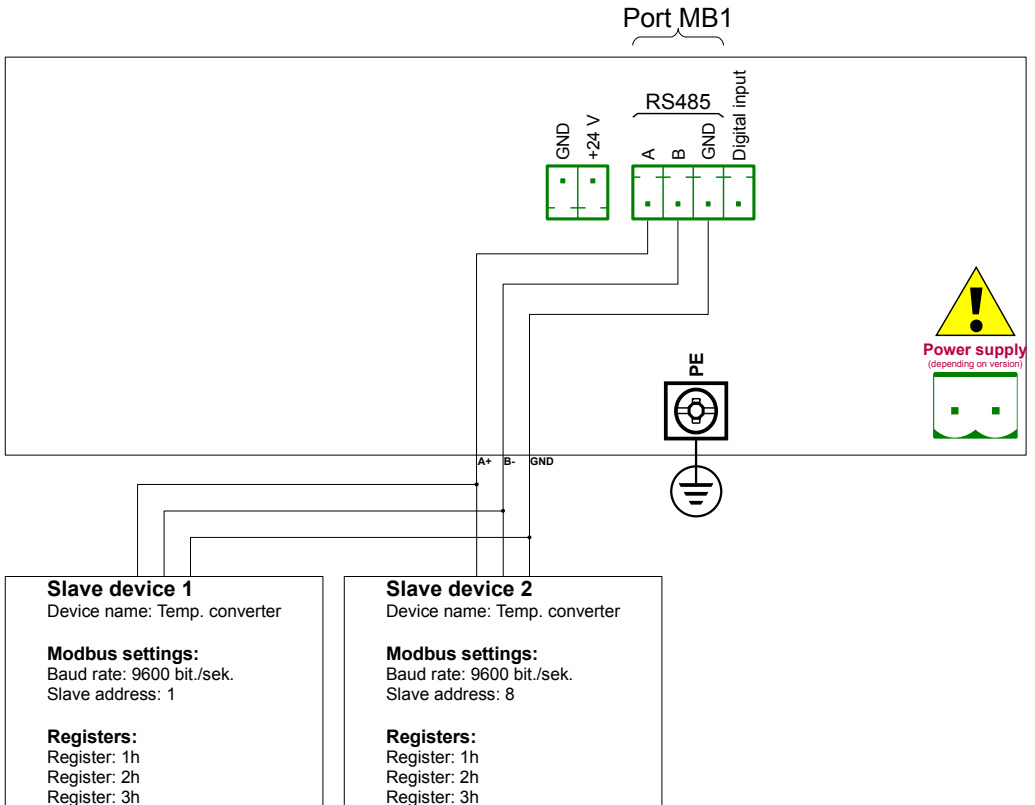 Port MB1
RS485
GND
+24 V
A
B
GND
Digital input
Power supply
(depending on version)
PE
A+ B- GND
Slave device 1
Device name: Temp. converter
Modbus settings:
Baud rate: 9600 bit./sek.
Slave address: 1
Registers:
Register: 1h
Register: 2h
Register: 3h
Slave device 2
Device name: Temp. converter
Modbus settings:
Baud rate: 9600 bit./sek.
Slave address: 8
Registers:
Register: 1h
Register: 2h
Register: 3h